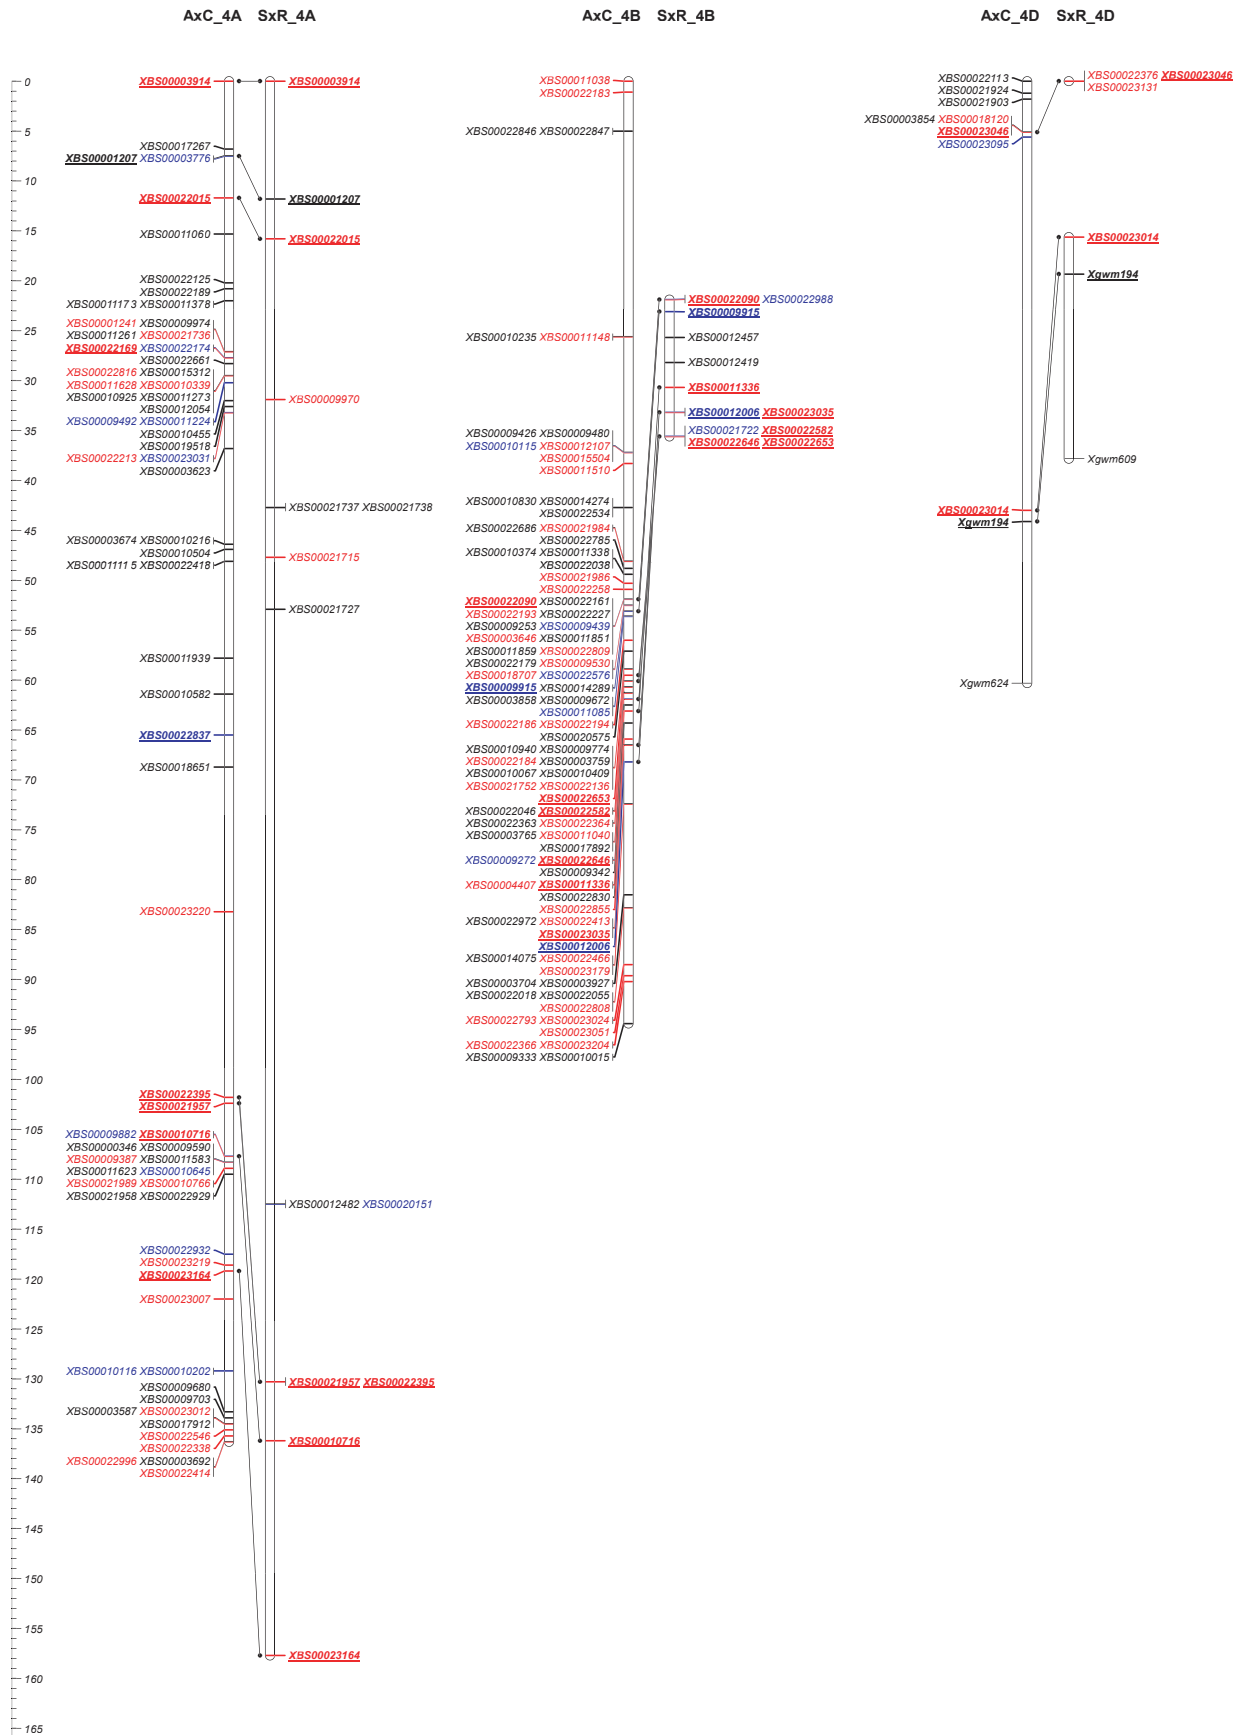 AxC_4A SxR_4A
AxC_4B SxR_4B
AxC_4D SxR_4D
0
5
10
15
20
25
30
35
40
45
50
55
60
65
70
75
80
85
90
95
100
105
110
115
120
125
130
135
140
145
150
155
160
165
XBS00003914
XBS00017267
XBS00001207 XBS00003776
XBS00022015
XBS00011060
XBS00022125
XBS00022189
XBS00011173 XBS00011378
XBS00001241 XBS00009974
XBS00011261 XBS00021736
XBS00022169 XBS00022174
XBS00022661
XBS00022816 XBS00015312
XBS00011628 XBS00010339
XBS00010925 XBS00011273
XBS00012054
XBS00009492 XBS00011224
XBS00010455
XBS00019518
XBS00022213 XBS00023031
XBS00003623
XBS00003674 XBS00010216
XBS00010504
XBS00011115 XBS00022418
XBS00011939
XBS00010582
XBS00022837
XBS00018651
XBS00023220
XBS00022395
XBS00021957
XBS00009882 XBS00010716
XBS00000346 XBS00009590
XBS00009387 XBS00011583
XBS00011623 XBS00010645
XBS00021989 XBS00010766
XBS00021958 XBS00022929
XBS00022932
XBS00023219
XBS00023164
XBS00023007
XBS00010116 XBS00010202
XBS00009680
XBS00009703
XBS00003587 XBS00023012
XBS00017912
XBS00022546
XBS00022338
XBS00022996 XBS00003692
XBS00022414
XBS00003914
XBS00001207
XBS00022015
XBS00009970
XBS00021737 XBS00021738
XBS00021715
XBS00021727
XBS00012482 XBS00020151
XBS00021957 XBS00022395
XBS00010716
XBS00023164
XBS00011038
XBS00022183
XBS00022846 XBS00022847
XBS00010235 XBS00011148
XBS00009426 XBS00009480
XBS00010115 XBS00012107
XBS00015504
XBS00011510
XBS00010830 XBS00014274
XBS00022534
XBS00022686 XBS00021984
XBS00022785
XBS00010374 XBS00011338
XBS00022038
XBS00021986
XBS00022258
XBS00022090 XBS00022161
XBS00022193 XBS00022227
XBS00009253 XBS00009439
XBS00003646 XBS00011851
XBS00011859 XBS00022809
XBS00022179 XBS00009530
XBS00018707 XBS00022576
XBS00009915 XBS00014289
XBS00003858 XBS00009672
XBS00011085
XBS00022186 XBS00022194
XBS00020575
XBS00010940 XBS00009774
XBS00022184 XBS00003759
XBS00010067 XBS00010409
XBS00021752 XBS00022136
XBS00022653
XBS00022046 XBS00022582
XBS00022363 XBS00022364
XBS00003765 XBS00011040
XBS00017892
XBS00009272 XBS00022646
XBS00009342
XBS00004407 XBS00011336
XBS00022830
XBS00022855
XBS00022972 XBS00022413
XBS00023035
XBS00012006
XBS00014075 XBS00022466
XBS00023179
XBS00003704 XBS00003927
XBS00022018 XBS00022055
XBS00022808
XBS00022793 XBS00023024
XBS00023051
XBS00022366 XBS00023204
XBS00009333 XBS00010015
XBS00022090 XBS00022988
XBS00009915
XBS00012457
XBS00012419
XBS00011336
XBS00012006 XBS00023035
XBS00021722 XBS00022582
XBS00022646 XBS00022653
XBS00022113
XBS00021924
XBS00021903
XBS00003854 XBS00018120
XBS00023046
XBS00023095
XBS00023014
Xgwm194
Xgwm624
XBS00022376 XBS00023046
XBS00023131
XBS00023014
Xgwm194
Xgwm609